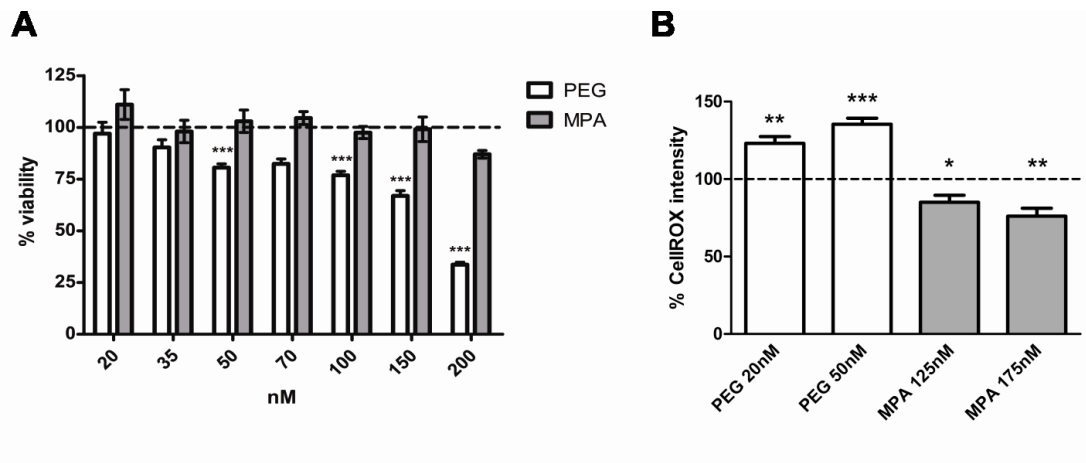 A
B
% viability
125
100
75
50
25
0
*** *** *** ***
20 35 50 70 100 150 200
nM
PEG
MPA
% CellROX intensity
150
100
50
0
** *** * **
PEG 20nM
PEG 50nM
MPA 125nM
MPA 175nM